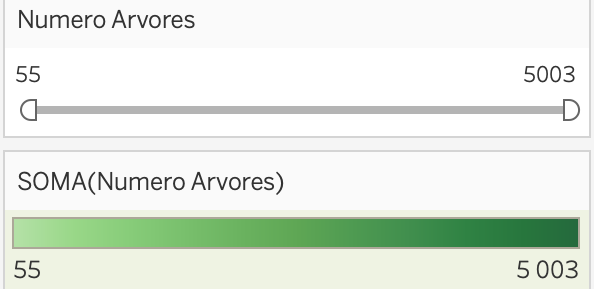 Numero Arvores
55 5003
SOMA(Numero Arvores)
55 5 003